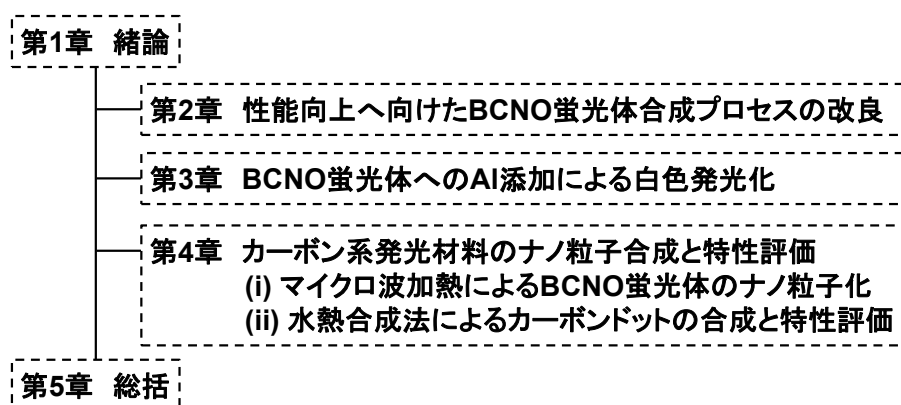 第1章 緒論
第2章 性能向上へ向けたBCNO蛍光体合成プロセスの改良
第3章 BCNO蛍光体へのAl添加による白色発光化
第4章 カーボン系発光材料のナノ粒子合成と特性評価
(i) マイクロ波加熱によるBCNO蛍光体のナノ粒子化
(ii) 水熱合成法によるカーボンドットの合成と特性評価
第5章 総括